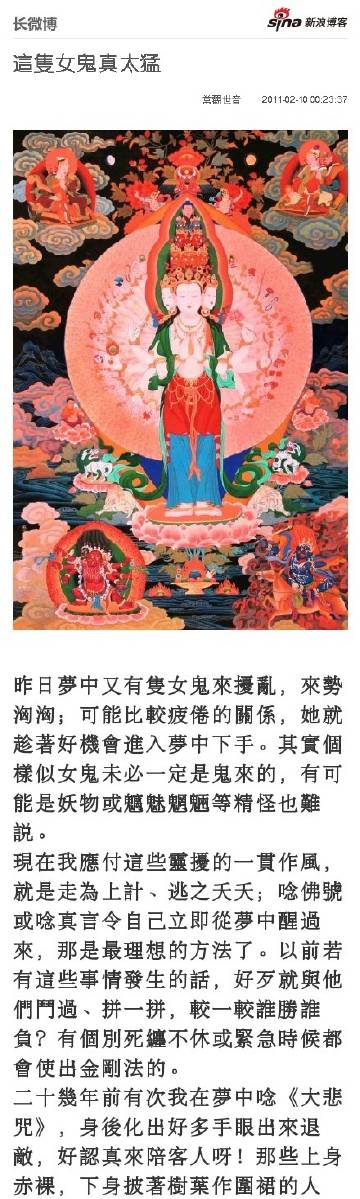 长微博
sina 新浪博客
這隻女鬼真太猛
觉翻世音 2011-02-10 00:23:37
昨日夢中又有隻女鬼來擾亂，來勢
洶洶；可能比較疲倦的關係，她就
趁著好機會進入夢中下手。其實個
樣似女鬼未必一定是鬼來的，有可
能是妖物或魑魅魍魎等精怪也難
説。
現在我應付這些靈擾的一貫作風，
就是走為上計、逃之夭夭；唸佛號
或唸真言令自己立即從夢中醒過
來，那是最理想的方法了。以前若
有這些事情發生的話，好歹就與他
們鬥過、拼一拼，較一較誰勝誰
負？有個別死纏不休或緊急時候都
會使出金剛法的。
二十幾年前有次我在夢中唸《大悲
咒》，身後化出好多手眼出來退
敵，好認真來陪客人呀！那些上身
赤裸，下身披著樹葉作圍裙的人